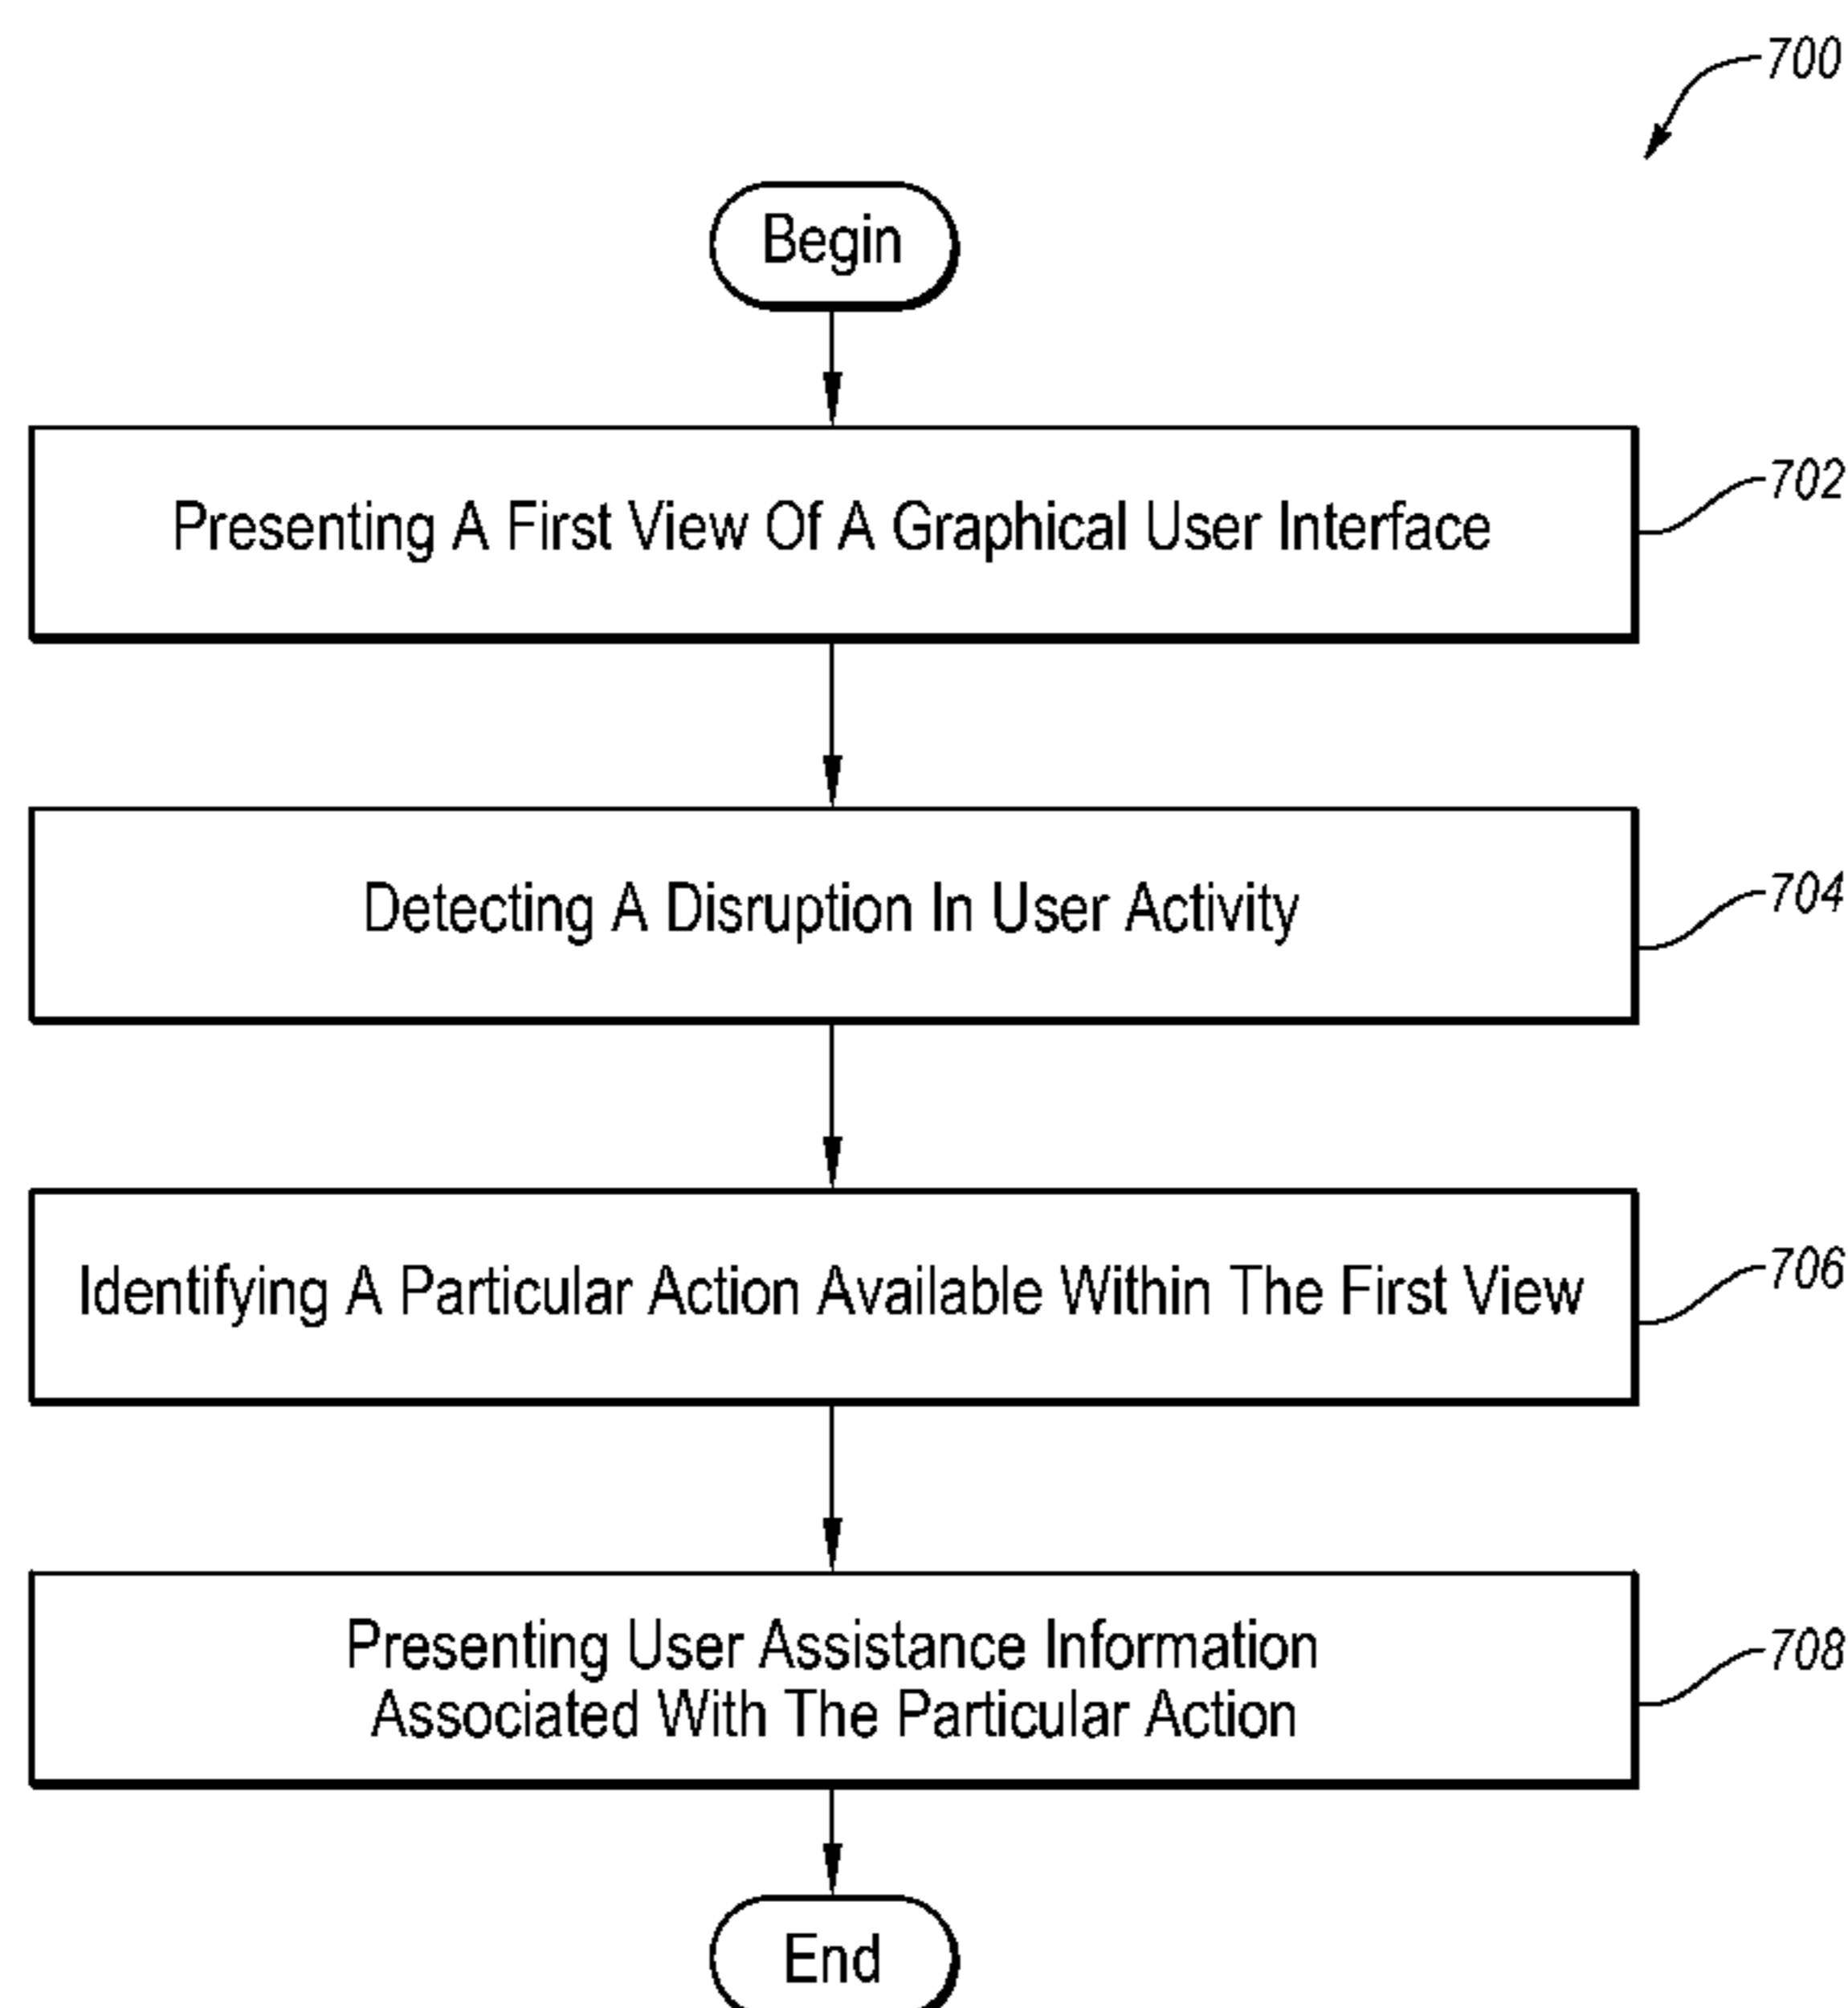 700
Begin
Presenting A First View Of A Graphical User Interface
702
Detecting A Disruption In User Activity
704
Identifying A Particular Action Available Within The First View
706
Presenting User Assistance Information
Associated With The Particular Action
708
End